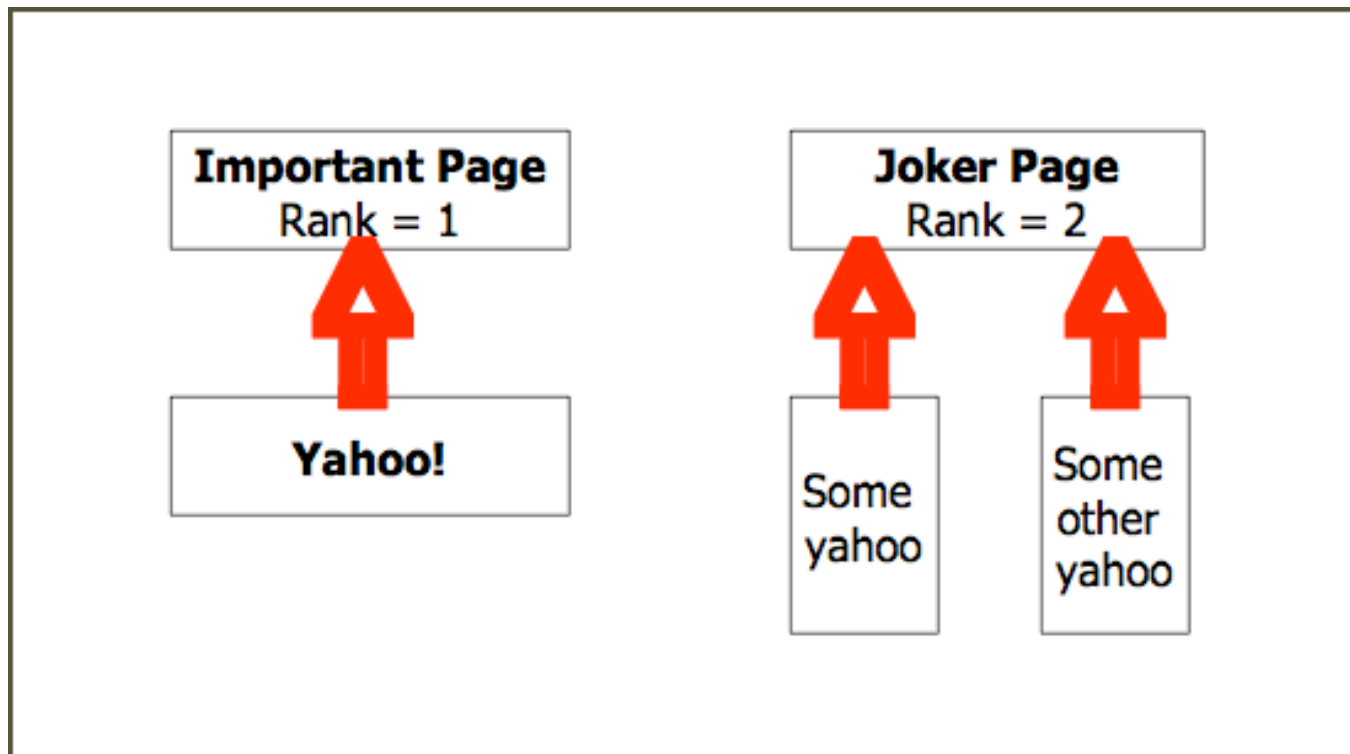 Important Page
Rank = 1
Joker Page
Rank = 2
Yahoo!
Some
yahoo
Some
other
yahoo